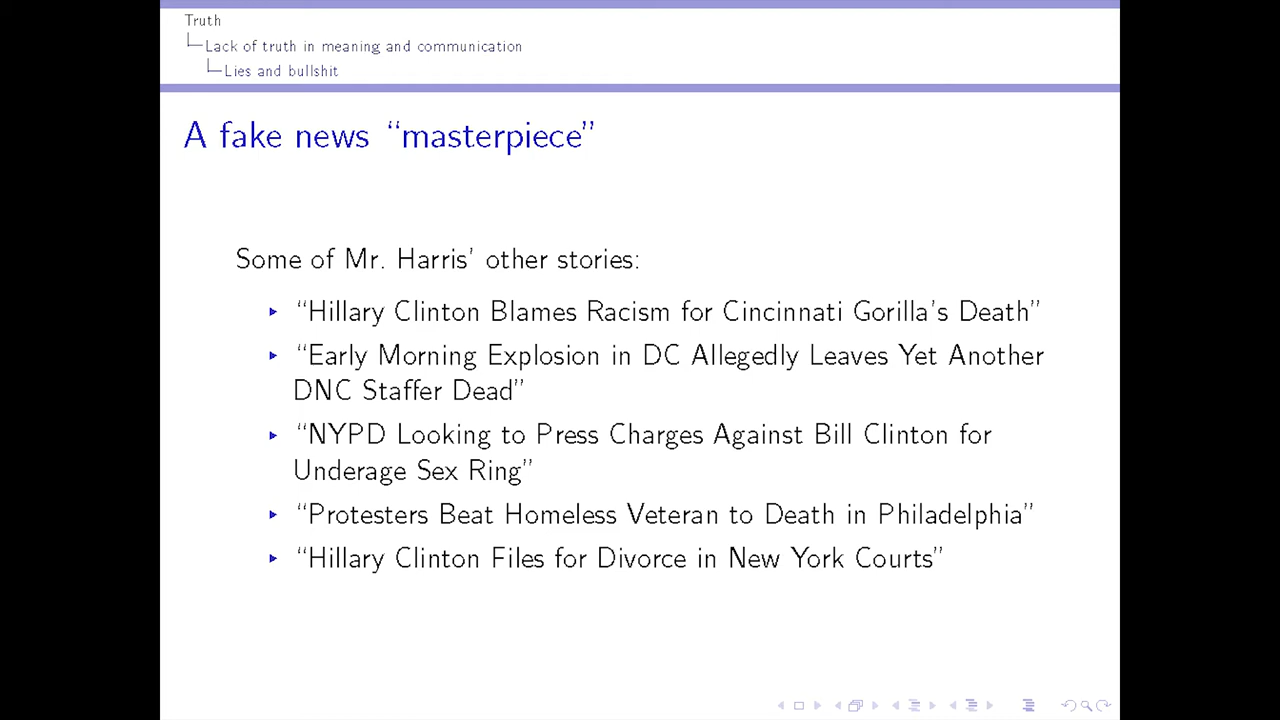 Truth
Lack of truth in meaning and communication
Lies and bullshit
A fake news “masterpiece”
Some of Mr. Harris’ other stories:
“Hillary Clinton Blames Racism for Cincinnati Gorilla’s Death”
“Early Morning Explosion in DC Allegedly Leaves Yet Another
DNC Staffer Dead”
“NYPD Looking to Press Charges Against Bill Clinton for
Underage Sex Ring”
“Protesters Beat Homeless Veteran to Death in Philadelphia”
“Hillary Clinton Files for Divorce in New York Courts”